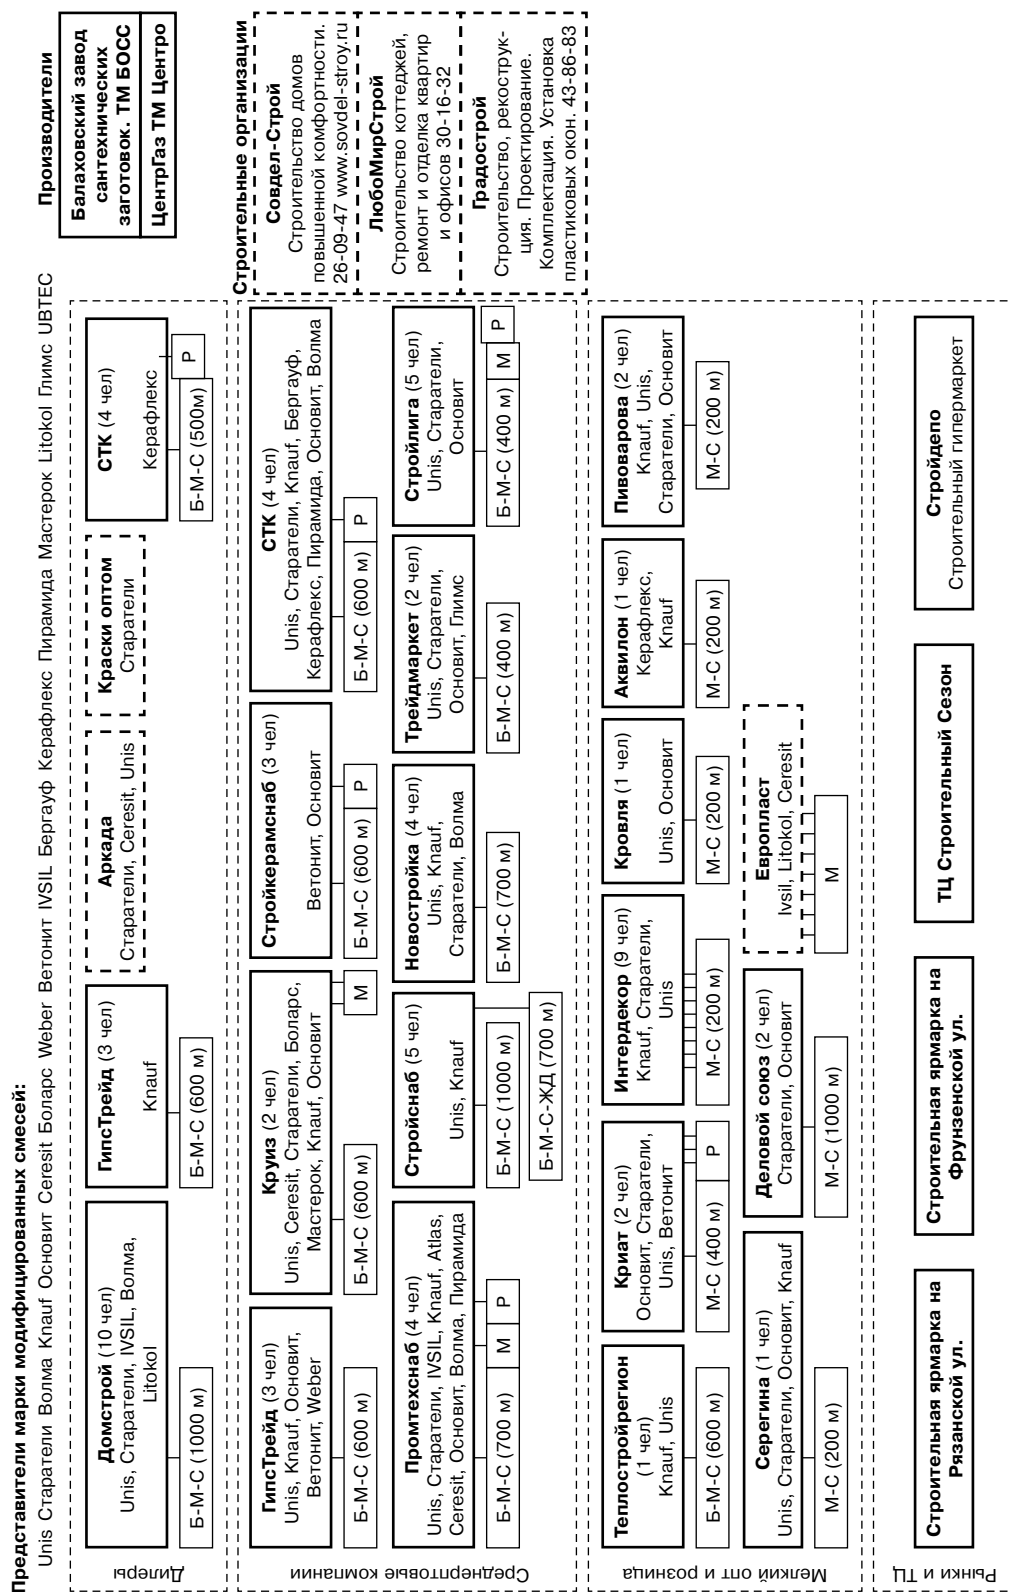 Представители марки модифицированных смесей:
Unis Старатели Волма Knauf Основит Ceresit Боларс Weber Ветонит IVSIL Бергауф Керафлекс Пирамида Мастерок Litokol Глимс UBTEC
Производители
Балаховский завод
сантехнических
заготовок. ТМ БОСС
ЦентрГаз ТМ Центро
Дилеры
Домстрой (10 чел)
Unis, Старатели, IVSIL, Волма,
Litokol
Б-М-С (1000 м)
ГипсТрейд (3 чел)
Knauf
Б-М-С (600 м)
Аркада
Старатели, Ceresit, Unis
Краски оптом
Старатели
СТК (4 чел)
Керафлекс
Б-М-С (500м)
Р
Строительные организации
Совдел-Строй
Строительство домов
повышенной комфортности.
26-09-47 www.sovdel-stroy.ru
ЛюбоМирСтрой
Строительство коттеджей,
ремонт и отделка квартир
и офисов 30-16-32
Градострой
Строительство, рекострук-
ция. Проектирование.
Комплектация. Установка
пластиковых окон. 43-86-83
Среднертовые компании
ГипсТрейд (3 чел)
Unis, Knauf, Основит,
Ветонит, Weber
Б-М-С (600 м)
Круиз (2 чел)
Unis, Ceresit, Старатели, Боларс,
Мастерок, Knauf, Основит
Б-М-С (600 м)
М
Стройкерамснаб (3 чел)
Ветонит, Основит
Б-М-С (600 м)
Р
СТК (4 чел)
Unis, Старатели, Knauf, Бергауф,
Керафлекс, Пирамида, Основит, Волма
Б-М-С (600 м)
Р
Промтехснаб (4 чел)
Unis, Старатели, IVSIL, Knauf, Atlas,
Ceresit, Основит, Волма, Пирамида
Б-М-С (700 м)
М
Р
Стройснаб (5 чел)
Unis, Knauf
Б-М-С (1000 м)
Б-М-С-ЖД (700 м)
Новостройка (4 чел)
Unis, Knauf,
Старатели, Волма
Б-М-С (700 м)
Трейдмаркет (2 чел)
Unis, Старатели,
Основит, Глимс
Б-М-С (400 м)
Стройлига (5 чел)
Unis, Старатели,
Основит
Б-М-С (400 м)
М
Р
Мелкий опт и розница
Теплостройрегион
(1 чел)
Knauf, Unis
Б-М-С (600 м)
Криат (2 чел)
Основит, Старатели,
Unis, Ветонит
М-С (400 м)
Р
Интердекор (9 чел)
Knauf, Старатели,
Unis
М-С (200 м)
Кровля (1 чел)
Unis, Основит
М-С (200 м)
Аквилон (1 чел)
Керафлекс,
Knauf
М-С (200 м)
Пивоварова (2 чел)
Knauf, Unis,
Старатели, Основит
М-С (200 м)
Серегина (1 чел)
Unis, Старатели, Основит, Knauf
М-С (200 м)
Деловой союз (2 чел)
Старатели, Основит
М-С (1000 м)
Европласт
Ivsil, Litokol, Ceresit
М
Рынки и ТЦ
Строительная ярмарка на
Рязанской ул.
Строительная ярмарка на
Фрунзенской ул.
ТЦ Строительный Сезон
Стройдепо
Строительный гипермаркет